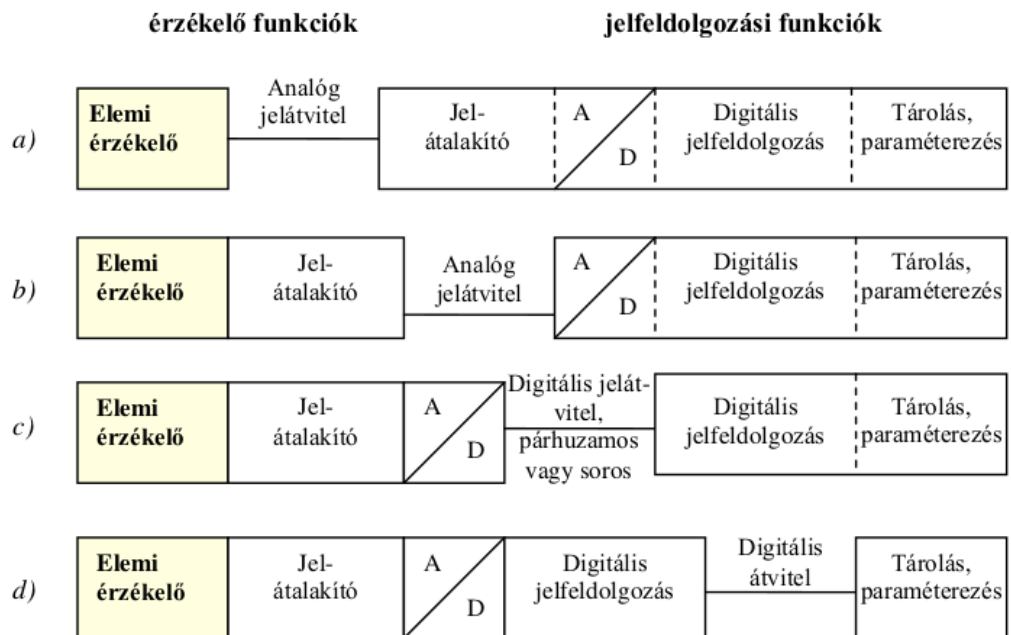 érzékelő funkciók
jelfeldolgozási funkciók
a)
Elemi
érzékelő
Analóg
jelátvitel
Jel-
átalakító
A
D
Digitális
jelfeldolgozás
Tárolás,
paraméterezés
b)
Elemi
érzékelő
Jel-
átalakító
Analóg
jelátvitel
A
D
Digitális
jelfeldolgozás
Tárolás,
paraméterezés
c)
Elemi
érzékelő
Jel-
átalakító
A
D
Digitális jelát-
vitel,
párhuzamos
vagy soros
Digitális
jelfeldolgozás
Tárolás,
paraméterezés
d)
Elemi
érzékelő
Jel-
átalakító
A
D
Digitális
jelfeldolgozás
Digitális
átvitel
Tárolás,
paraméterezés